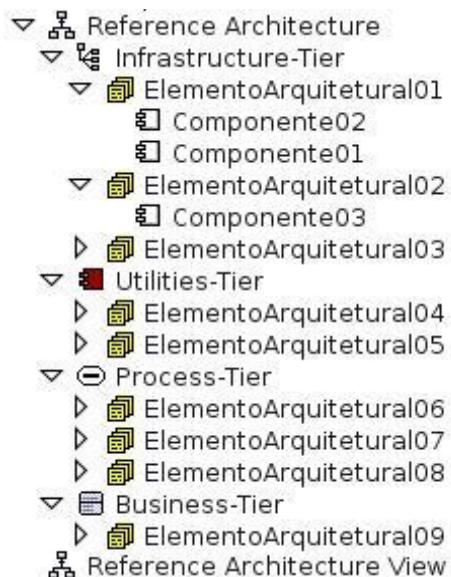 Reference Architecture
Infrastructure-Tier
ElementoArquitetural01
Componente02
Componente01
ElementoArquitetural02
Componente03
ElementoArquitetural03
Utilities-Tier
ElementoArquitetural04
ElementoArquitetural05
Process-Tier
ElementoArquitetural06
ElementoArquitetural07
ElementoArquitetural08
Business-Tier
ElementoArquitetural09
Reference Architecture View